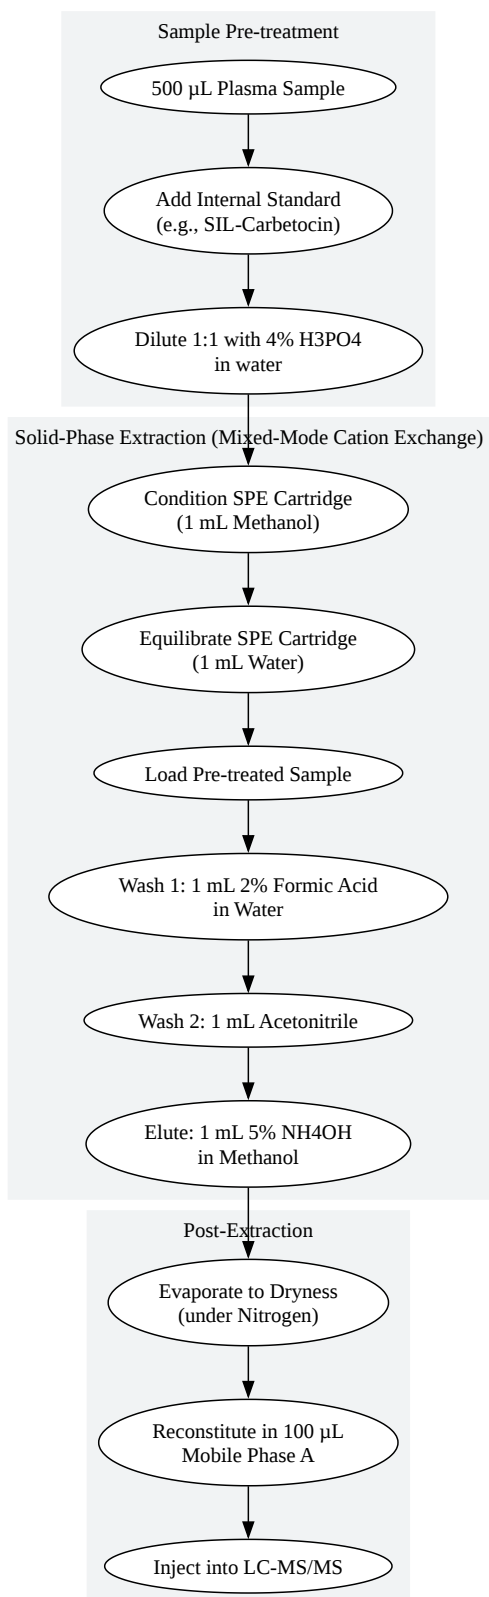 Sample Pre-treatment
500 µL Plasma Sample
Add Internal Standard
(e.g., SIL-Carbetocin)
Dilute 1:1 with 4% H3PO4
in water
Solid-Phase Extraction (Mixed-Mode Cation Exchange)
Condition SPE Cartridge
(1 mL Methanol)
Equilibrate SPE Cartridge
(1 mL Water)
Load Pre-treated Sample
Wash 1: 1 mL 2% Formic Acid
in Water
Wash 2: 1 mL Acetonitrile
Elute: 1 mL 5% NH4OH
in Methanol
Post-Extraction
Evaporate to Dryness
(under Nitrogen)
Reconstitute in 100 µL
Mobile Phase A
Inject into LC-MS/MS